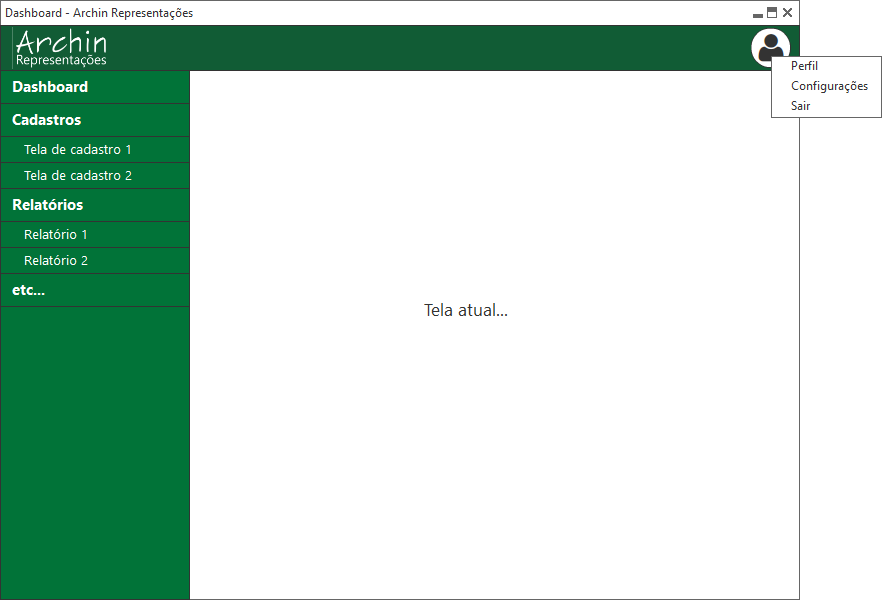 Dashboard - Archin Representações
Archin
Representações
Perfil
Configurações
Sair
Dashboard
Cadastros
Tela de cadastro 1
Tela de cadastro 2
Relatórios
Relatório 1
Relatório 2
etc...
Tela atual...